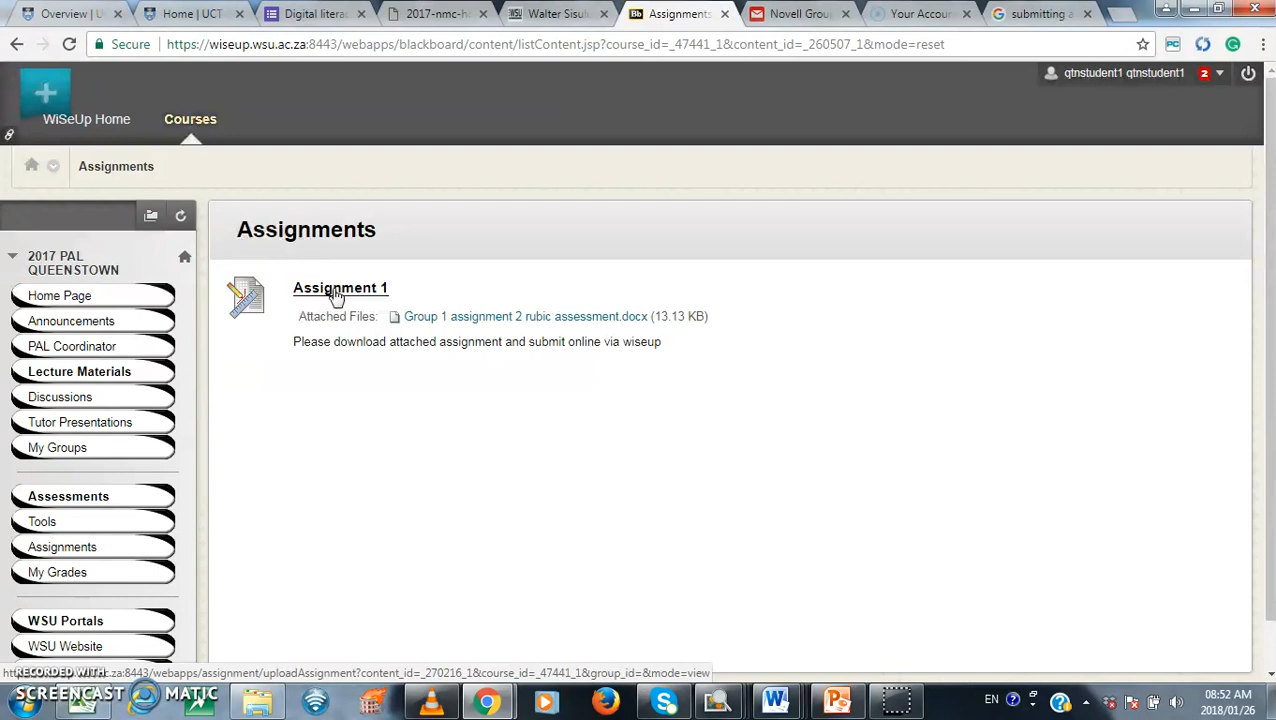 Overview | U
Home | UCT
Digital litera
2017-nmc-h
WSU Walter Sisulu
Bb Assignments
Novell Grou
Your Accou
submitting a
Secure https://wiseup.wsu.ac.za:8443/webapps/blackboard/content/listContent.jsp?course_id=_47441_1&content_id=_260507_1&mode=reset
PC
qtnstudent1 qtnstudent1 2
WiSeUp Home Courses
Assignments
2017 PAL
QUEENSTOWN
Home Page
Announcements
PAL Coordinator
Lecture Materials
Discussions
Tutor Presentations
My Groups
Assessments
Tools
Assignments
My Grades
WSU Portals
WSU Website
Assignments
Assignment 1
Attached Files: Group 1 assignment 2 rubic assessment.docx (13.13 KB)
Please download attached assignment and submit online via wiseup
.za:8443/webapps/assignment/uploadAssignment?content_id=_270216_1&course_id=_47441_1&group_id=&mode=view
RECORDED WITH
SCREENCAST MATIC
EN
08:52 AM
2018/01/26